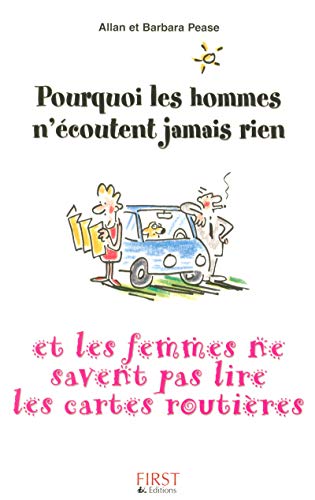 Allan et Barbara Pease
Pourquoi les hommes
n'écoutent jamais rien
et les femmes ne
savent pas lire
les cartes routières
FIRST
Editions